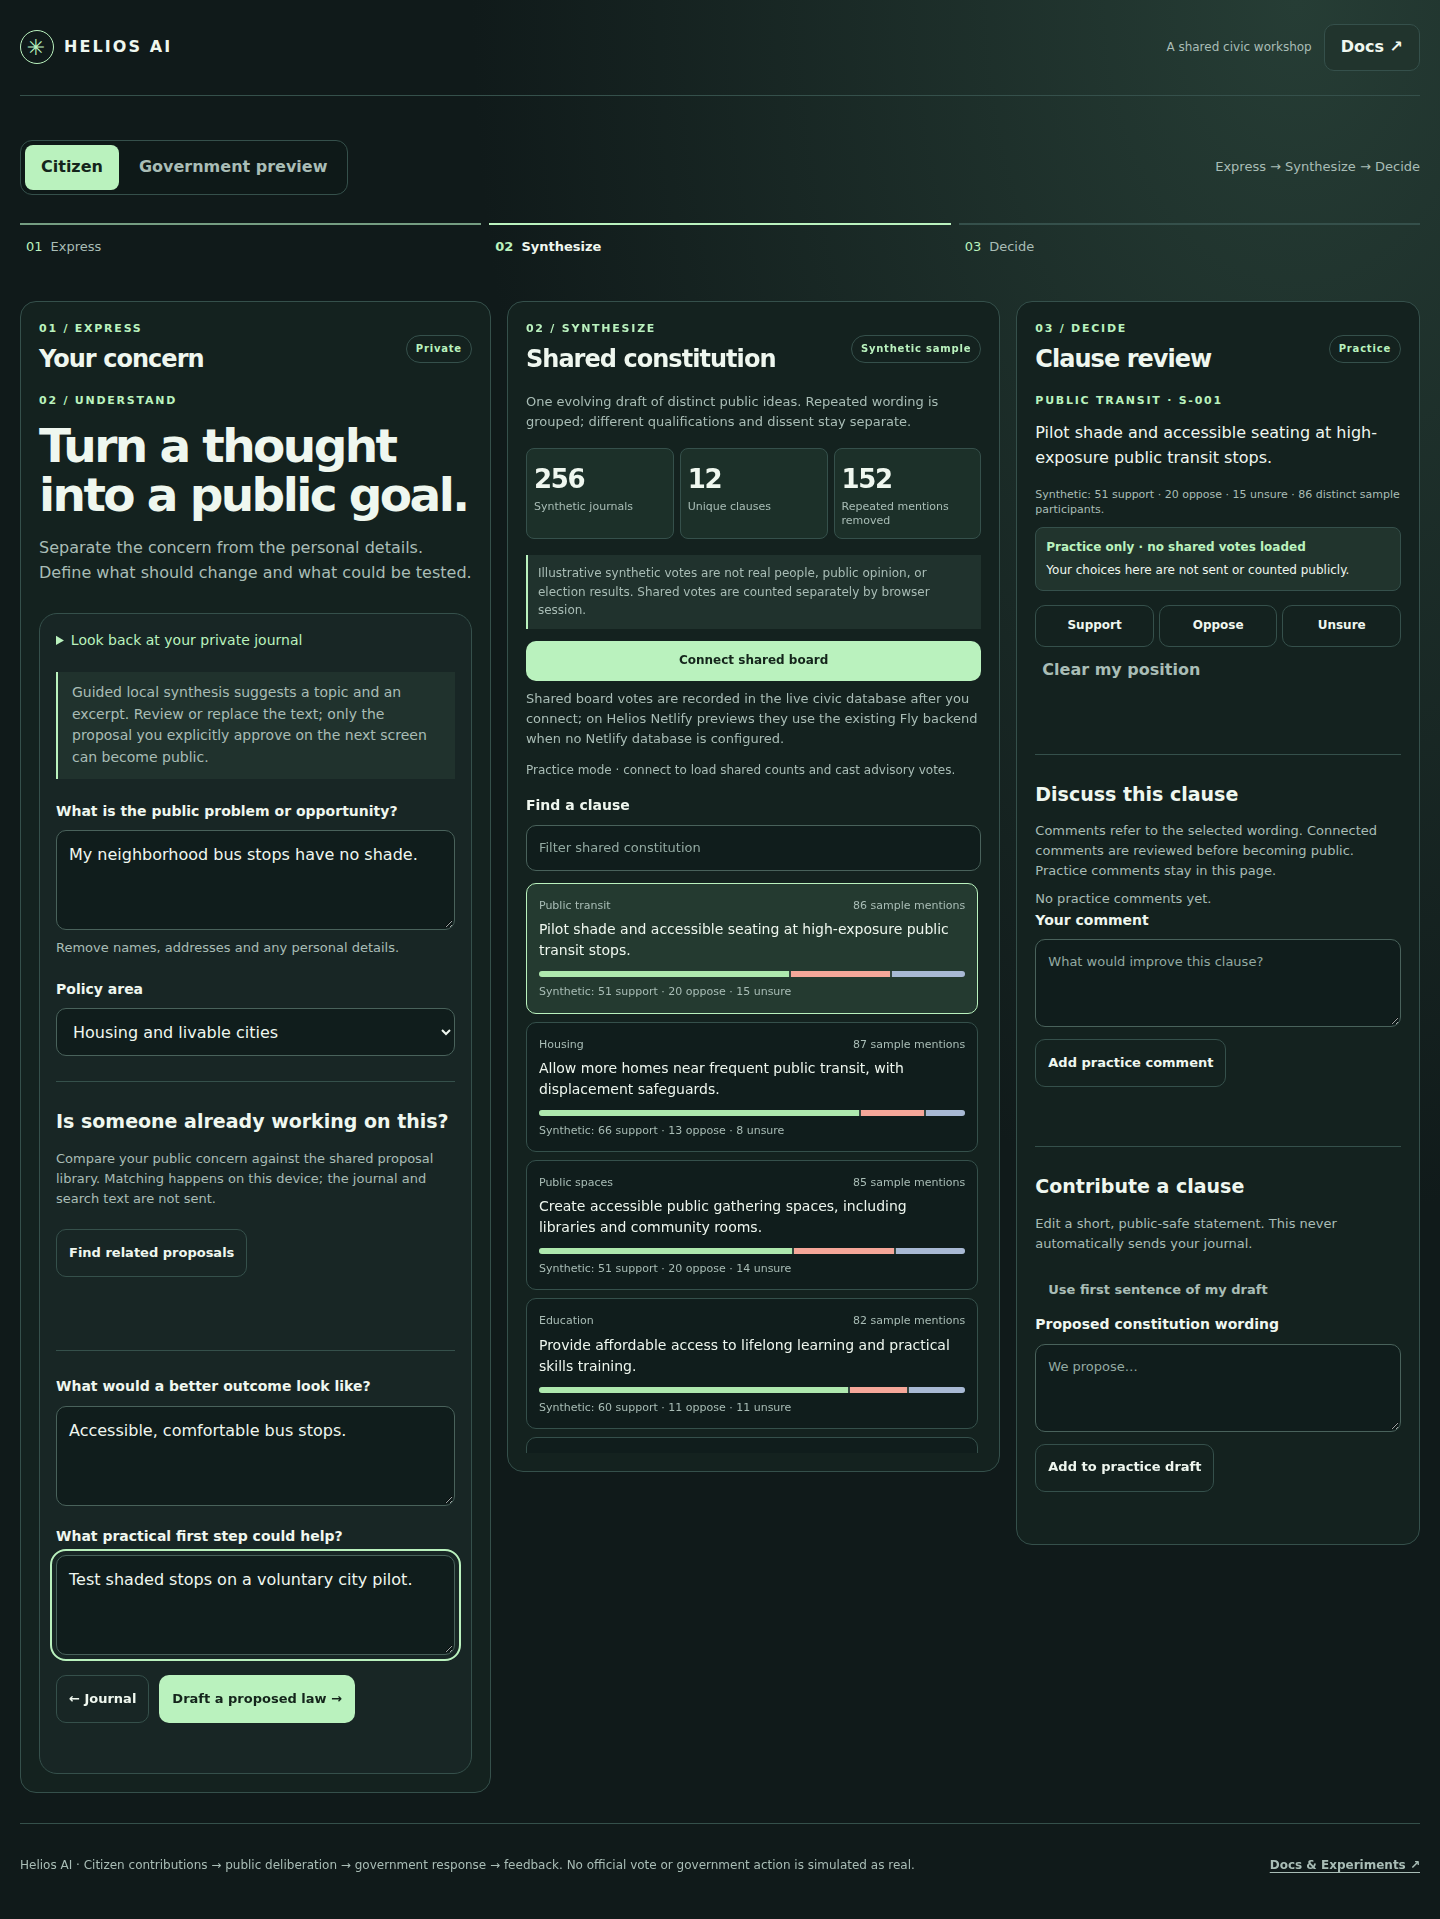 HELIOS AI
A shared civic workshop
Docs ↗
Citizen
Government preview
Express → Synthesize → Decide
01 Express
02 Synthesize
03 Decide
01 / EXPRESS
Your concern
Private
02 / UNDERSTAND
Turn a thought
into a public goal.
Separate the concern from the personal details.
Define what should change and what could be tested.
▶ Look back at your private journal
Guided local synthesis suggests a topic and an
excerpt. Review or replace the text; only the
proposal you explicitly approve on the next screen
can become public.
What is the public problem or opportunity?
My neighborhood bus stops have no shade.
Remove names, addresses and any personal details.
Policy area
Housing and livable cities
Is someone already working on this?
Compare your public concern against the shared proposal
library. Matching happens on this device; the journal and
search text are not sent.
Find related proposals
What would a better outcome look like?
Accessible, comfortable bus stops.
What practical first step could help?
Test shaded stops on a voluntary city pilot.
← Journal
Draft a proposed law →
02 / SYNTHESIZE
Shared constitution
Synthetic sample
One evolving draft of distinct public ideas. Repeated wording is
grouped; different qualifications and dissent stay separate.
256
Synthetic journals
12
Unique clauses
152
Repeated mentions
removed
Illustrative synthetic votes are not real people, public opinion, or
election results. Shared votes are counted separately by browser
session.
Connect shared board
Shared board votes are recorded in the live civic database after you
connect; on Helios Netlify previews they use the existing Fly backend
when no Netlify database is configured.
Practice mode · connect to load shared counts and cast advisory votes.
Find a clause
Filter shared constitution
Public transit
86 sample mentions
Pilot shade and accessible seating at high-exposure public
transit stops.
Synthetic: 51 support · 20 oppose · 15 unsure
Housing
87 sample mentions
Allow more homes near frequent public transit, with
displacement safeguards.
Synthetic: 66 support · 13 oppose · 8 unsure
Public spaces
85 sample mentions
Create accessible public gathering spaces, including
libraries and community rooms.
Synthetic: 51 support · 20 oppose · 14 unsure
Education
82 sample mentions
Provide affordable access to lifelong learning and practical
skills training.
Synthetic: 60 support · 11 oppose · 11 unsure
03 / DECIDE
Clause review
Practice
PUBLIC TRANSIT · S-001
Pilot shade and accessible seating at high-
exposure public transit stops.
Synthetic: 51 support · 20 oppose · 15 unsure · 86 distinct sample
participants.
Practice only · no shared votes loaded
Your choices here are not sent or counted publicly.
Support
Oppose
Unsure
Clear my position
Discuss this clause
Comments refer to the selected wording. Connected
comments are reviewed before becoming public.
Practice comments stay in this page.
No practice comments yet.
Your comment
What would improve this clause?
Add practice comment
Contribute a clause
Edit a short, public-safe statement. This never
automatically sends your journal.
Use first sentence of my draft
Proposed constitution wording
We propose…
Add to practice draft
Helios AI · Citizen contributions → public deliberation → government response → feedback. No official vote or government action is simulated as real.
Docs & Experiments ↗